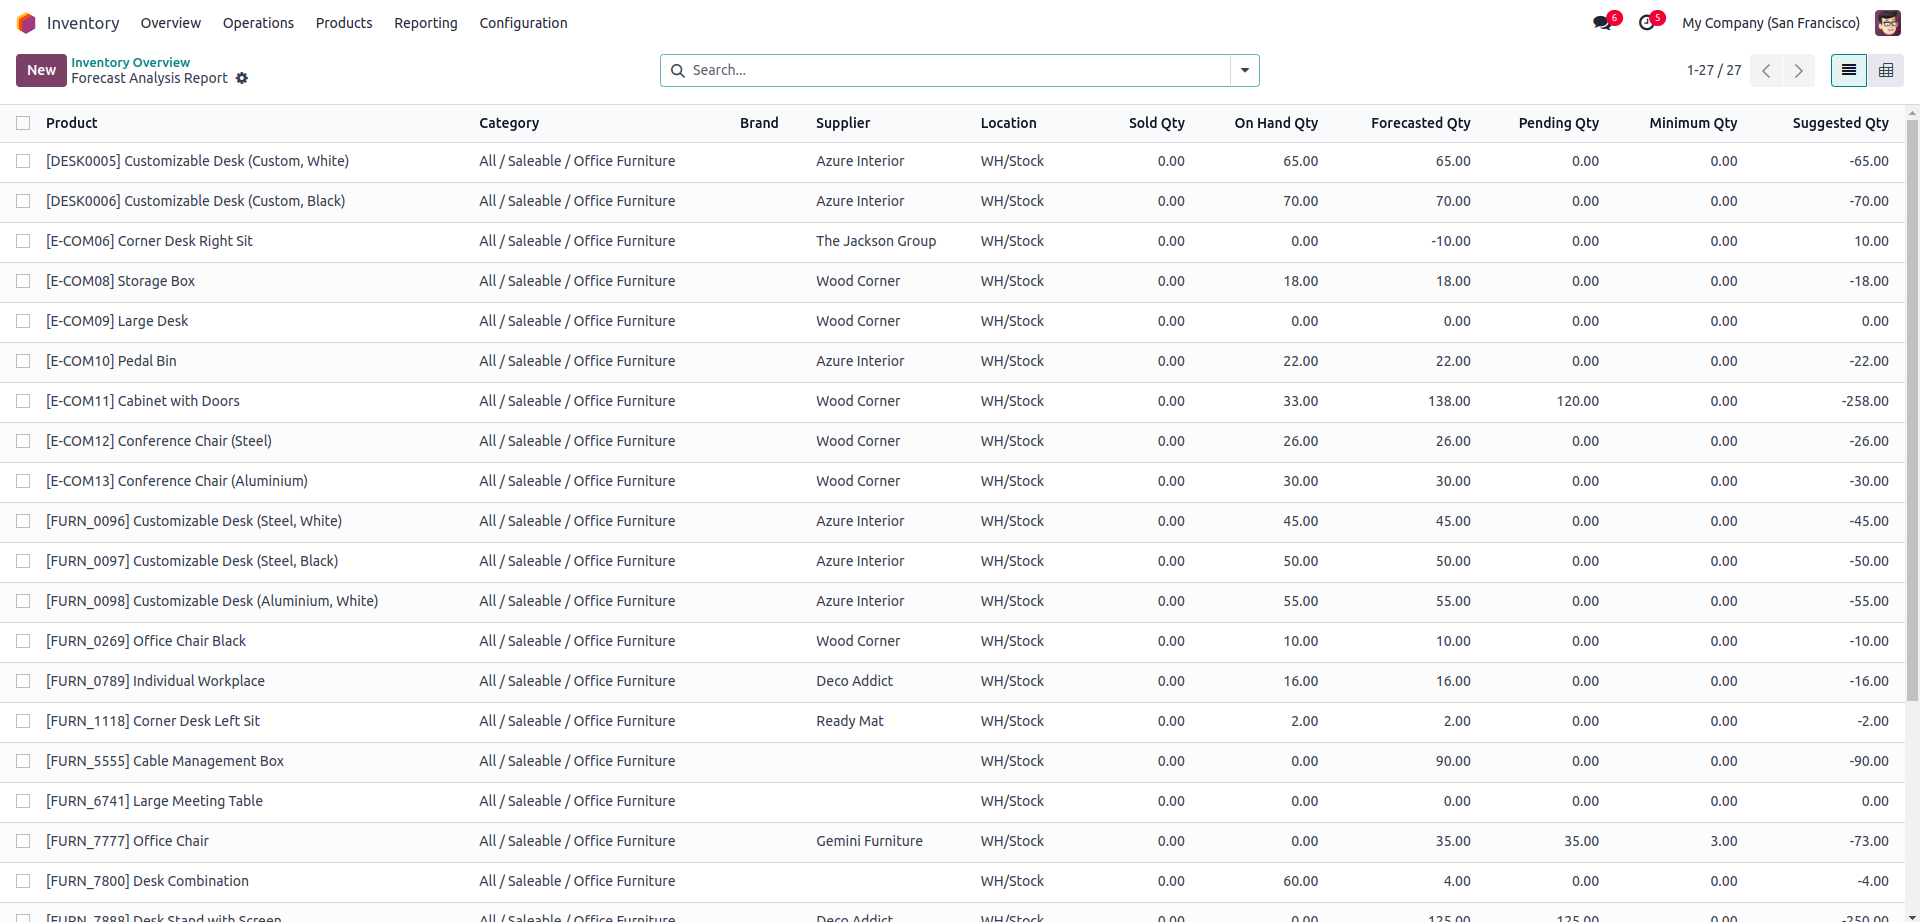 Inventory Overview Operations Products Reporting Configuration 6 5 My Company (San Francisco)
New Inventory Overview
Forecast Analysis Report
Search...
1-27 / 27
Product Category Brand Supplier Location Sold Qty On Hand Qty Forecasted Qty Pending Qty Minimum Qty Suggested Qty
[DESK0005] Customizable Desk (Custom, White) All / Saleable / Office Furniture Azure Interior WH/Stock 0.00 65.00 65.00 0.00 0.00 -65.00
[DESK0006] Customizable Desk (Custom, Black) All / Saleable / Office Furniture Azure Interior WH/Stock 0.00 70.00 70.00 0.00 0.00 -70.00
[E-COM06] Corner Desk Right Sit All / Saleable / Office Furniture The Jackson Group WH/Stock 0.00 0.00 -10.00 0.00 0.00 10.00
[E-COM08] Storage Box All / Saleable / Office Furniture Wood Corner WH/Stock 0.00 18.00 18.00 0.00 0.00 -18.00
[E-COM09] Large Desk All / Saleable / Office Furniture Wood Corner WH/Stock 0.00 0.00 0.00 0.00 0.00 0.00
[E-COM10] Pedal Bin All / Saleable / Office Furniture Azure Interior WH/Stock 0.00 22.00 22.00 0.00 0.00 -22.00
[E-COM11] Cabinet with Doors All / Saleable / Office Furniture Wood Corner WH/Stock 0.00 33.00 138.00 120.00 0.00 -258.00
[E-COM12] Conference Chair (Steel) All / Saleable / Office Furniture Wood Corner WH/Stock 0.00 26.00 26.00 0.00 0.00 -26.00
[E-COM13] Conference Chair (Aluminium) All / Saleable / Office Furniture Wood Corner WH/Stock 0.00 30.00 30.00 0.00 0.00 -30.00
[FURN_0096] Customizable Desk (Steel, White) All / Saleable / Office Furniture Azure Interior WH/Stock 0.00 45.00 45.00 0.00 0.00 -45.00
[FURN_0097] Customizable Desk (Steel, Black) All / Saleable / Office Furniture Azure Interior WH/Stock 0.00 50.00 50.00 0.00 0.00 -50.00
[FURN_0098] Customizable Desk (Aluminium, White) All / Saleable / Office Furniture Azure Interior WH/Stock 0.00 55.00 55.00 0.00 0.00 -55.00
[FURN_0269] Office Chair Black All / Saleable / Office Furniture Wood Corner WH/Stock 0.00 10.00 10.00 0.00 0.00 -10.00
[FURN_0789] Individual Workplace All / Saleable / Office Furniture Deco Addict WH/Stock 0.00 16.00 16.00 0.00 0.00 -16.00
[FURN_1118] Corner Desk Left Sit All / Saleable / Office Furniture Ready Mat WH/Stock 0.00 2.00 2.00 0.00 0.00 -2.00
[FURN_5555] Cable Management Box All / Saleable / Office Furniture WH/Stock 0.00 0.00 90.00 0.00 0.00 -90.00
[FURN_6741] Large Meeting Table All / Saleable / Office Furniture WH/Stock 0.00 0.00 0.00 0.00 0.00 0.00
[FURN_7777] Office Chair All / Saleable / Office Furniture Gemini Furniture WH/Stock 0.00 0.00 35.00 35.00 3.00 -73.00
[FURN_7800] Desk Combination All / Saleable / Office Furniture WH/Stock 0.00 60.00 4.00 0.00 0.00 -4.00
[FURN_7888] Desk Stand with Screen All / Saleable / Office Furniture Deco Addict WH/Stock 0.00 0.00 125.00 125.00 0.00 -250.00